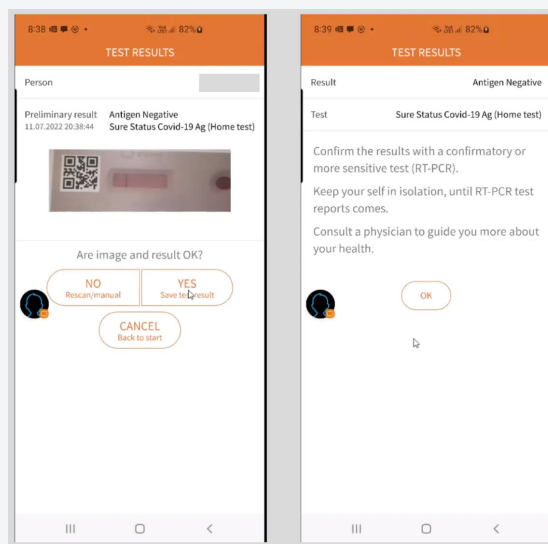 8:38
82%
TEST RESULTS
Person
Preliminary result
11.07.2022 20:38:44
Antigen Negative
Sure Status Covid-19 Ag (Home test)
Are image and result OK?
NO
Rescan/manual
YES
Save test result
CANCEL
Back to start
8:39
82%
TEST RESULTS
Result
Antigen Negative
Test
Sure Status Covid-19 Ag (Home test)
Confirm the results with a confirmatory or
more sensitive test (RT-PCR).
Keep your self in isolation, until RT-PCR test
reports comes.
Consult a physician to guide you more about
your health.
OK